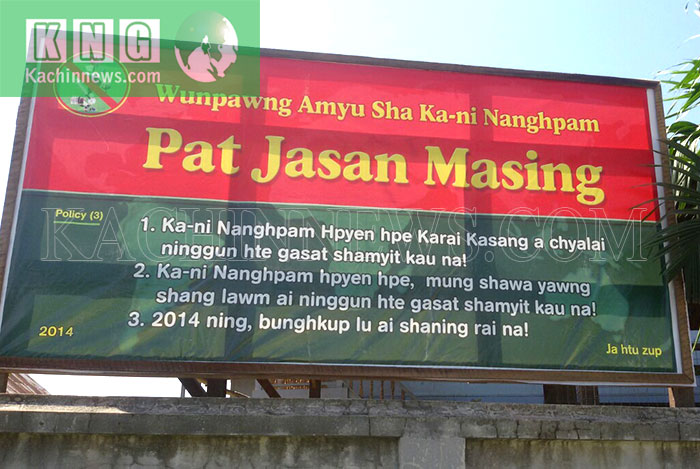 KNG
Kachinnews.com
Wunpawng Amyu Sha Ka-ni Nanghpam
Pat Jasan Masing
Policy (3)
1. Ka-ni Nanghpam Hpyen hpe Karai Kasang a chyalai
ninggun hte gasat shamyit kau na!
2. Ka-ni Nanghpam hpyen hpe, mung shawa yawng
shang lawm ai ninggun hte gasat shamyit kau na!
3. 2014 ning, bunghkup lu ai shaning rai na!
2014
Ja htu zup
KACHINNEWS.COM